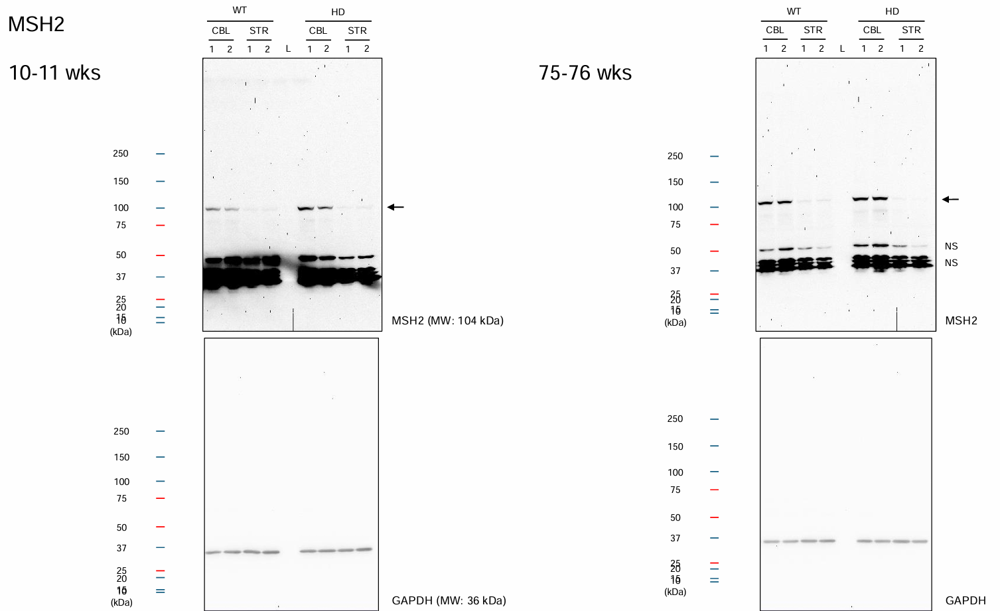 MSH2
10-11 wks
WT HD
CBL STR CBL STR
1 2 1 2 L 1 2 1 2
250
150
100
75
50
37
25
20
15
10
(kDa)
MSH2 (MW: 104 kDa)
250
150
100
75
50
37
25
20
15
10
(kDa)
GAPDH (MW: 36 kDa)
75-76 wks
WT HD
CBL STR CBL STR
1 2 1 2 L 1 2 1 2
250
150
100
75
50
37
25
20
15
10
(kDa)
NS
NS
MSH2
250
150
100
75
50
37
25
20
15
10
(kDa)
GAPDH